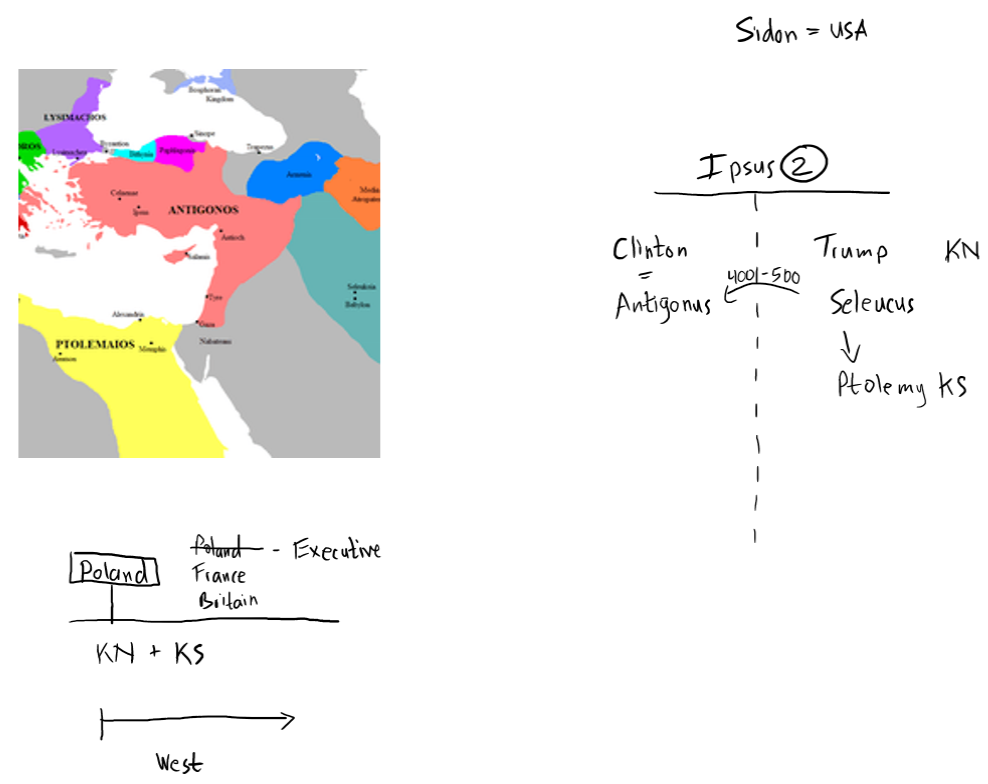 Sidon = USA
Bosphoran
Kingdom
LYSIMACHOS
Sinope
Byzantion
Bithynia
Paphlagonia
Trapezus
Armenia
Media
Atropatene
Celaenae
Ipsus
ANTIGONOS
Antioch
Salamis
Tyre
Seleukeia
Babylon
Alexandria
Gaza
PTOLEMAIOS
Memphis
Nabataeans
Ammon
Ipsus 2
Clinton
=
Antigonus
4001-500
Trump KN
Seleucus
Ptolemy KS
Poland
Poland - Executive
France
Britain
KN + KS
West